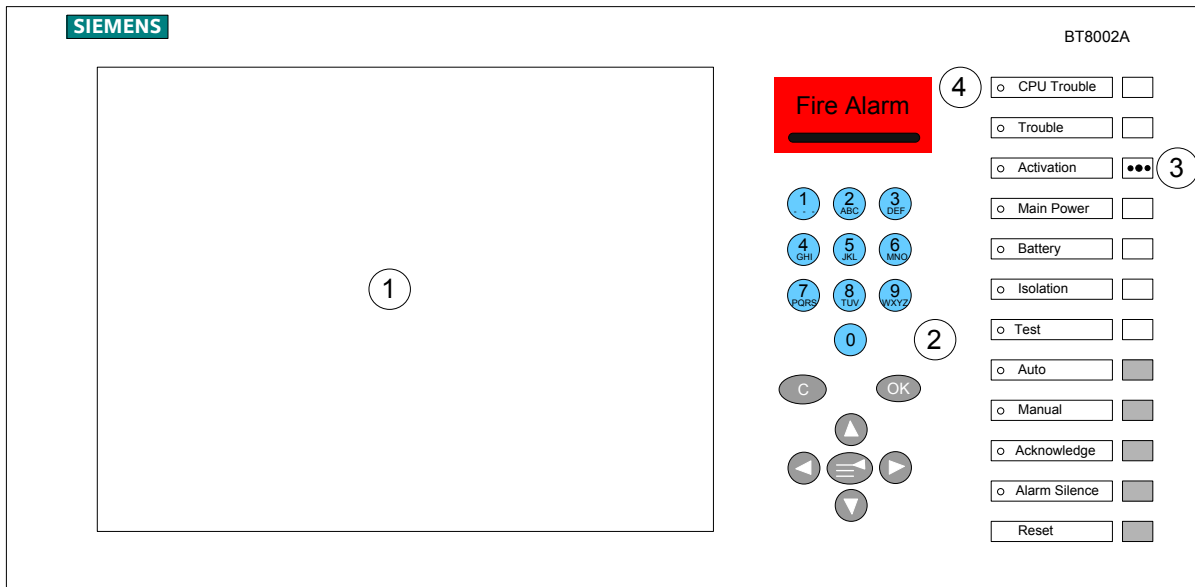 SIEMENS
BT8002A
Fire Alarm
4
CPU Trouble
Trouble
Activation
3
Main Power
Battery
Isolation
Test
Auto
Manual
Acknowledge
Alarm Silence
Reset
1
. . .
2
ABC
3
DEF
4
GHI
5
JKL
6
MNO
7
PQRS
8
TUV
9
WXYZ
0
2
C
OK
1